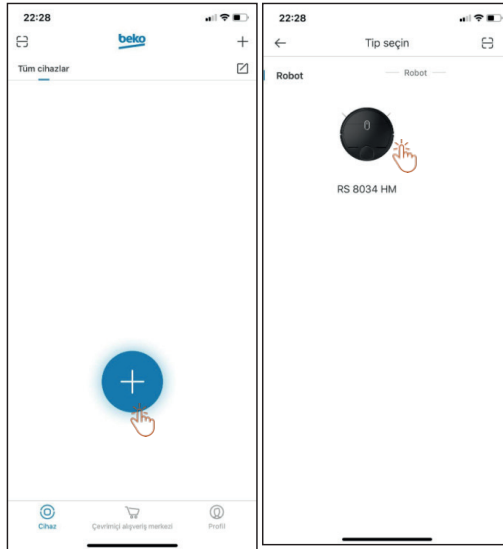 22:28
beko
Tüm cihazlar
Cihaz
Çevrimiçi alışveriş merkezi
Profil
22:28
Tip seçin
Robot
Robot
RS 8034 HM